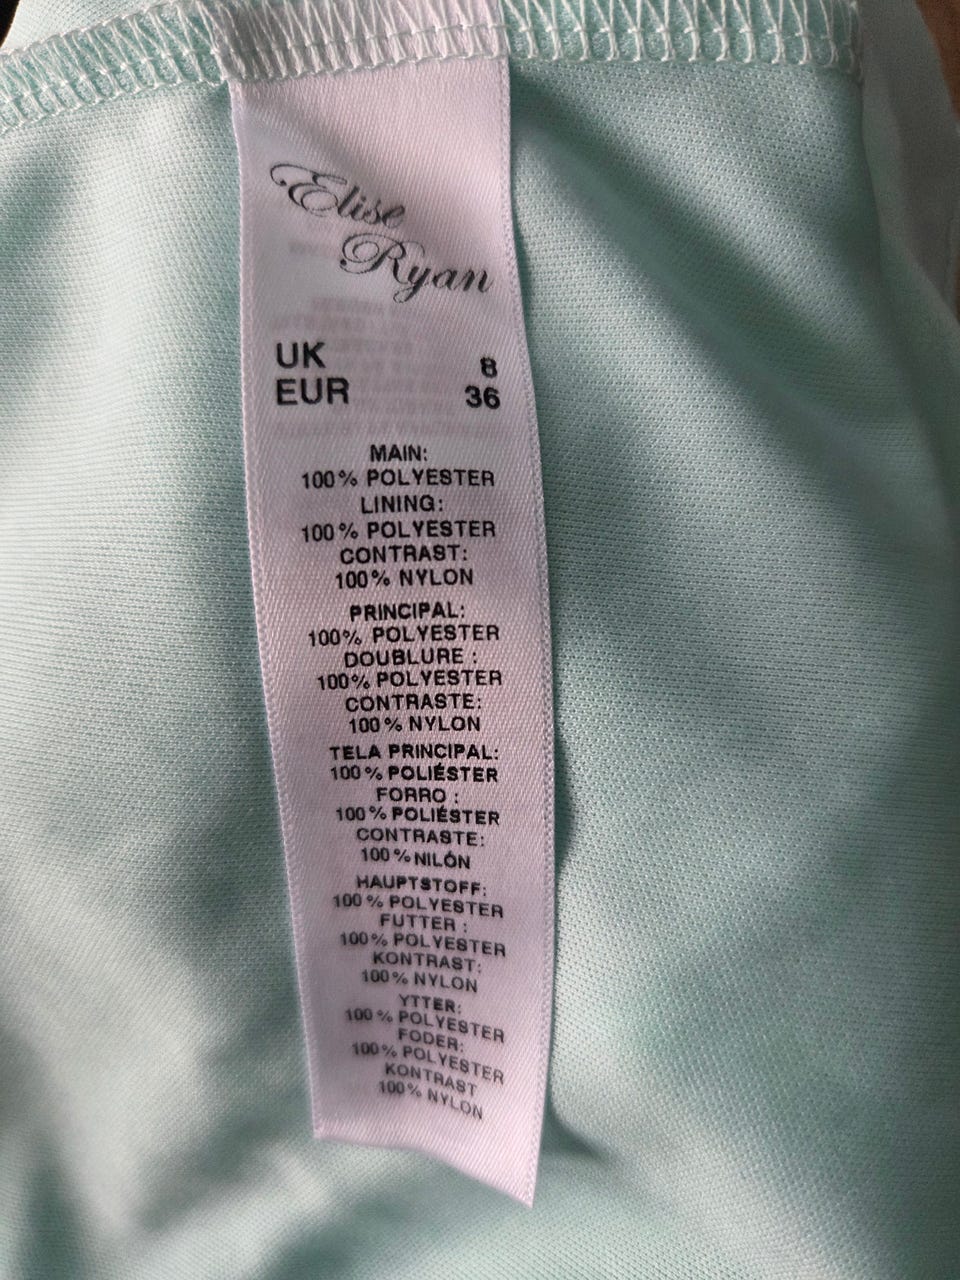 Elise
Ryan
UK 8
EUR 36
MAIN:
100% POLYESTER
LINING:
100% POLYESTER
CONTRAST:
100% NYLON
PRINCIPAL:
100% POLYESTER
DOUBLURE :
100% POLYESTER
CONTRASTE:
100% NYLON
TELA PRINCIPAL:
100% POLIÉSTER
FORRO :
100% POLIÉSTER
CONTRASTE:
100% NILÓN
HAUPTSTOFF:
100% POLYESTER
FUTTER :
100% POLYESTER
KONTRAST:
100% NYLON
YTTER:
100% POLYESTER
FODER:
100% POLYESTER
KONTRAST
100% NYLON